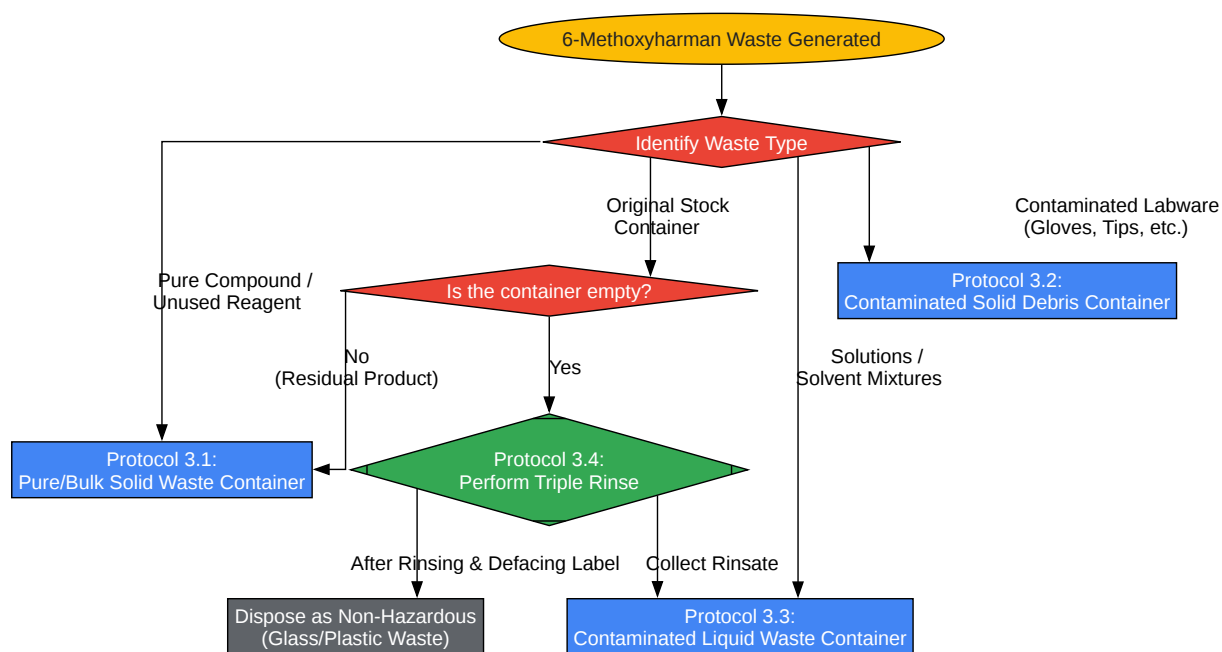 6-Methoxyharman Waste Generated
Identify Waste Type
Original Stock
Container
Contaminated Labware
(Gloves, Tips, etc.)
Pure Compound /
Unused Reagent
Is the container empty?
Protocol 3.2:
Contaminated Solid Debris Container
No
(Residual Product)
Yes
Solutions /
Solvent Mixtures
Protocol 3.1:
Pure/Bulk Solid Waste Container
Protocol 3.4:
Perform Triple Rinse
After Rinsing & Defacing Label
Collect Rinsate
Dispose as Non-Hazardous
(Glass/Plastic Waste)
Protocol 3.3:
Contaminated Liquid Waste Container